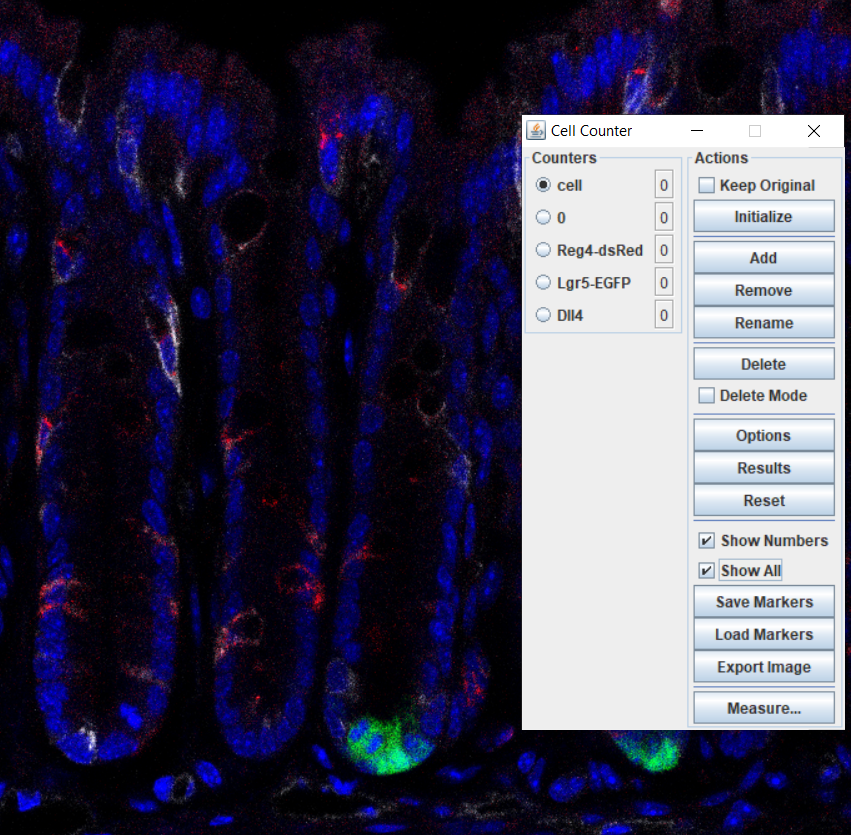 Cell Counter
Counters
cell 0
0 0
Reg4-dsRed 0
Lgr5-EGFP 0
Dll4 0
Actions
Keep Original
Initialize
Add
Remove
Rename
Delete
Delete Mode
Options
Results
Reset
Show Numbers
Show All
Save Markers
Load Markers
Export Image
Measure...